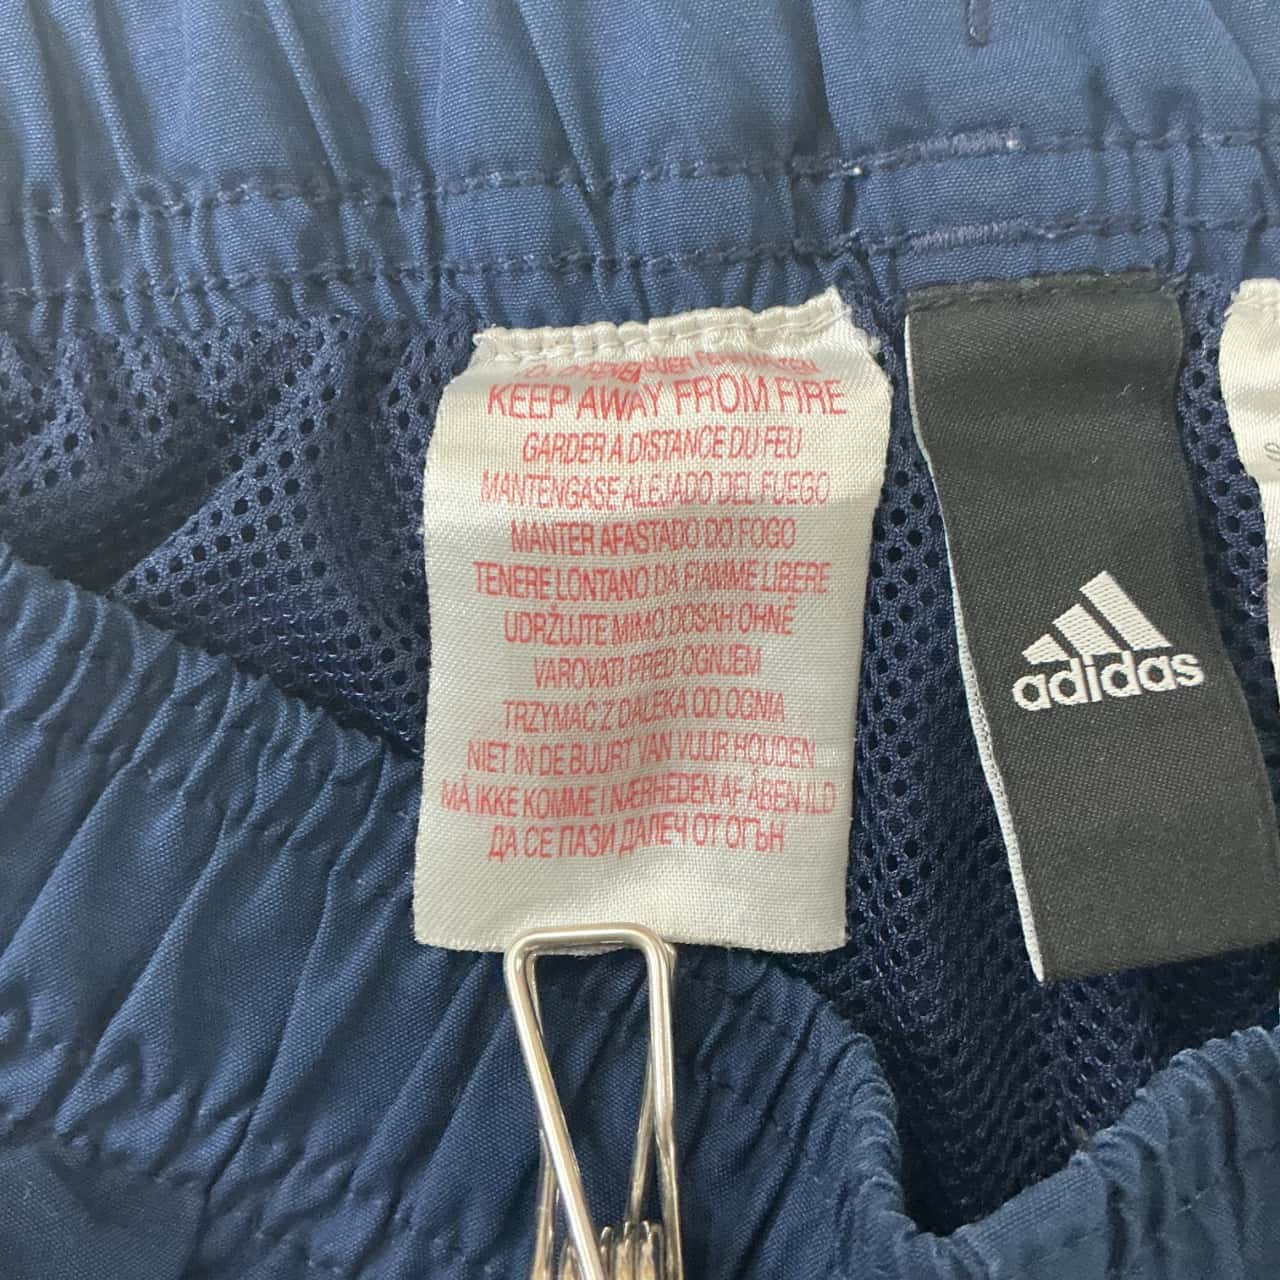 FEUER FERNHALTEN
KEEP AWAY FROM FIRE
GARDER A DISTANCE DU FEU
MANTENGASE ALEJADO DEL FUEGO
MANTER AFASTADO DO FOGO
TENERE LONTANO DA FIAMME LIBERE
UDRŽUJTE MIMO DOSAH OHNĚ
VAROVATI PRED OGNJEM
TRZYMAĆ Z DALEKA OD OGNIA
NIET IN DE BUURT VAN VUUR HOUDEN
MÅ IKKE KOMME I NÆRHEDEN AF ÅBEN ILD
ДА СЕ ПАЗИ ДАЛЕЧ ОТ ОГЪН
adidas